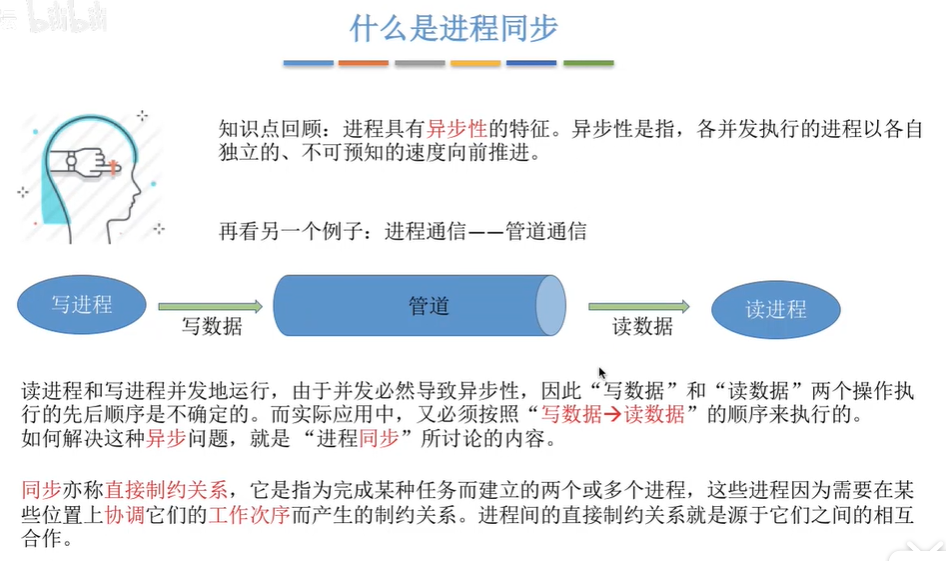 bilibili
什么是进程同步
知识点回顾：进程具有异步性的特征。异步性是指，各并发执行的进程以各自
独立的、不可预知的速度向前推进。
再看另一个例子：进程通信——管道通信
写进程
写数据
管道
读数据
读进程
读进程和写进程并发地运行，由于并发必然导致异步性，因此“写数据”和“读数据”两个操作执
行的先后顺序是不确定的。而实际应用中，又必须按照“写数据→读数据”的顺序来执行的。
如何解决这种异步问题，就是 “进程同步”所讨论的内容。
同步亦称直接制约关系，它是指为完成某种任务而建立的两个或多个进程，这些进程因为需要在某
些位置上协调它们的工作次序而产生的制约关系。进程间的直接制约关系就是源于它们之间的相互
合作。